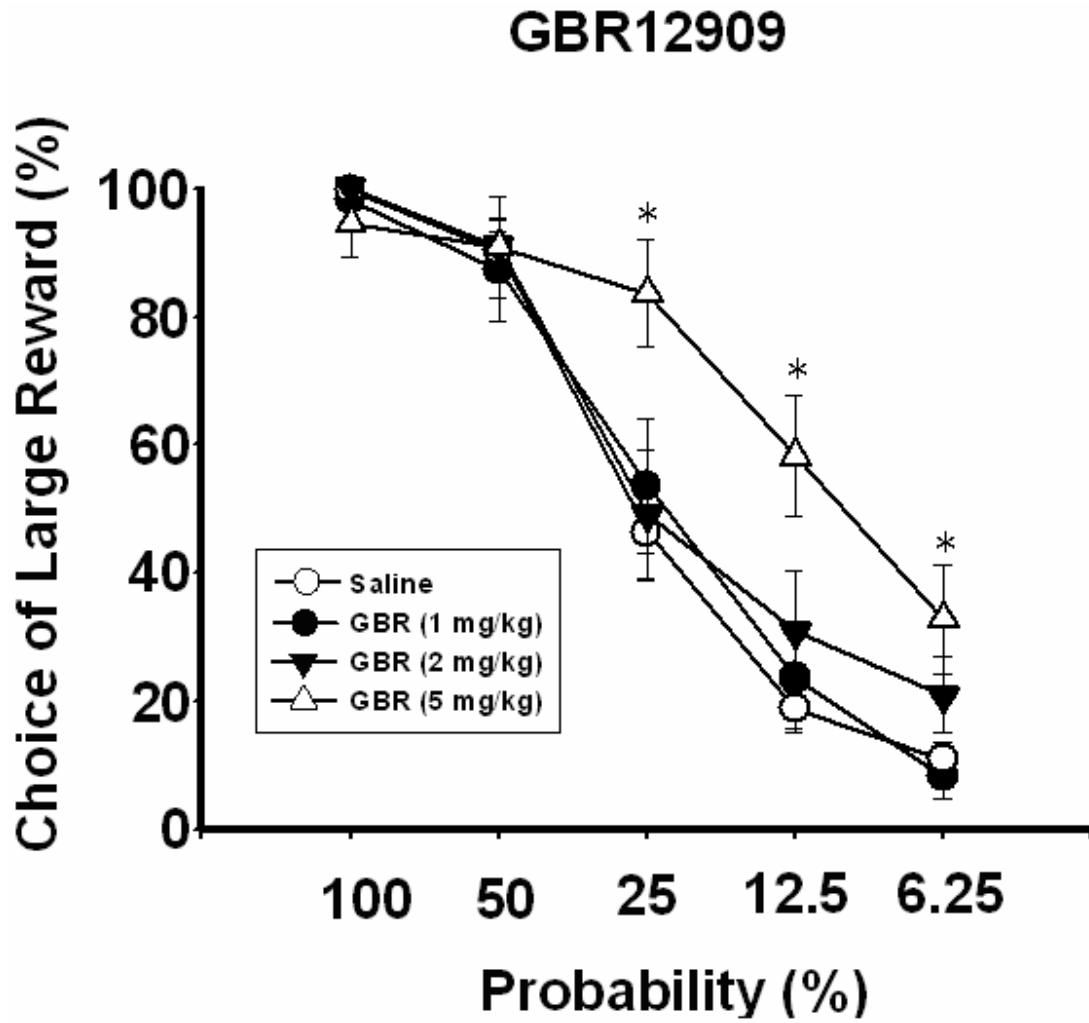 GBR12909
Choice of Large Reward (%)
100
80
60
40
20
0
*
*
*
Saline
GBR (1 mg/kg)
GBR (2 mg/kg)
GBR (5 mg/kg)
100 50 25 12.5 6.25
Probability (%)